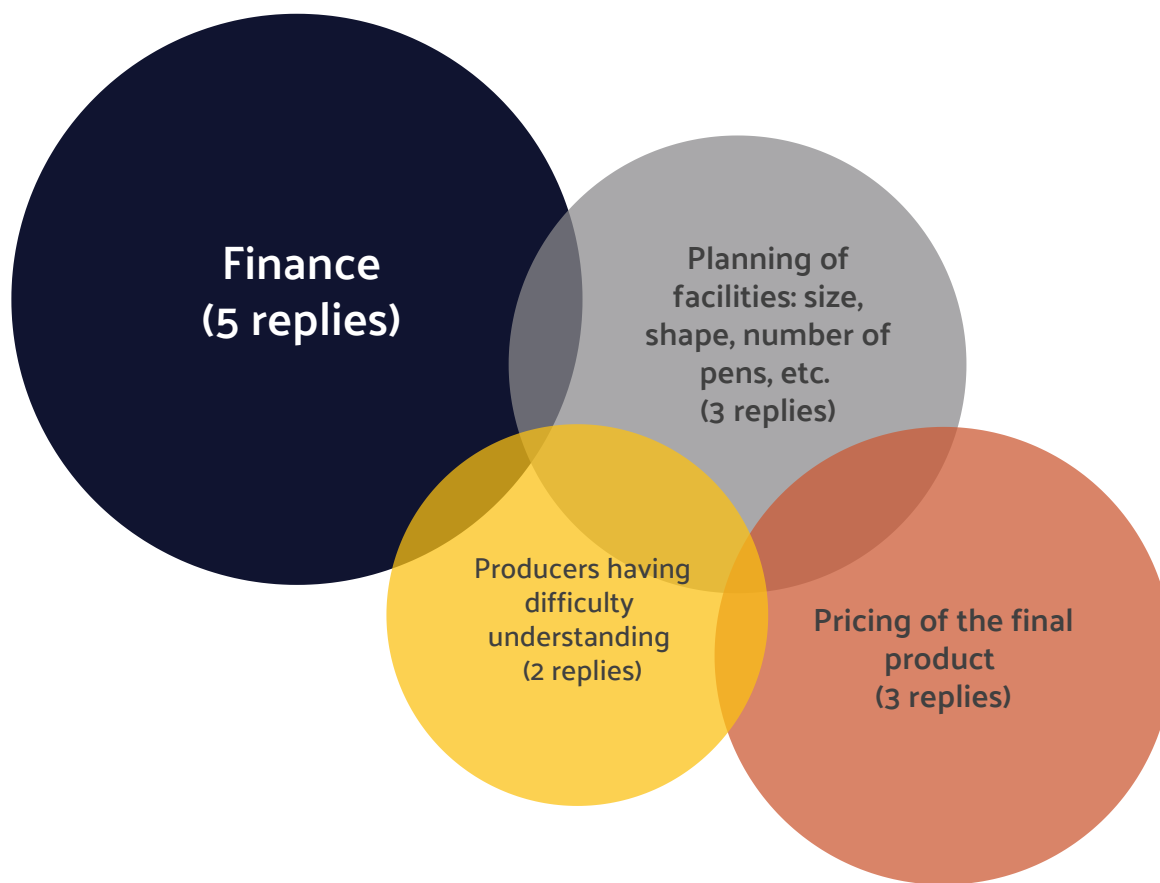 Finance
(5 replies)
Planning of
facilities: size,
shape, number of
pens, etc.
(3 replies)
Producers having
difficulty
understanding
(2 replies)
Pricing of the final
product
(3 replies)